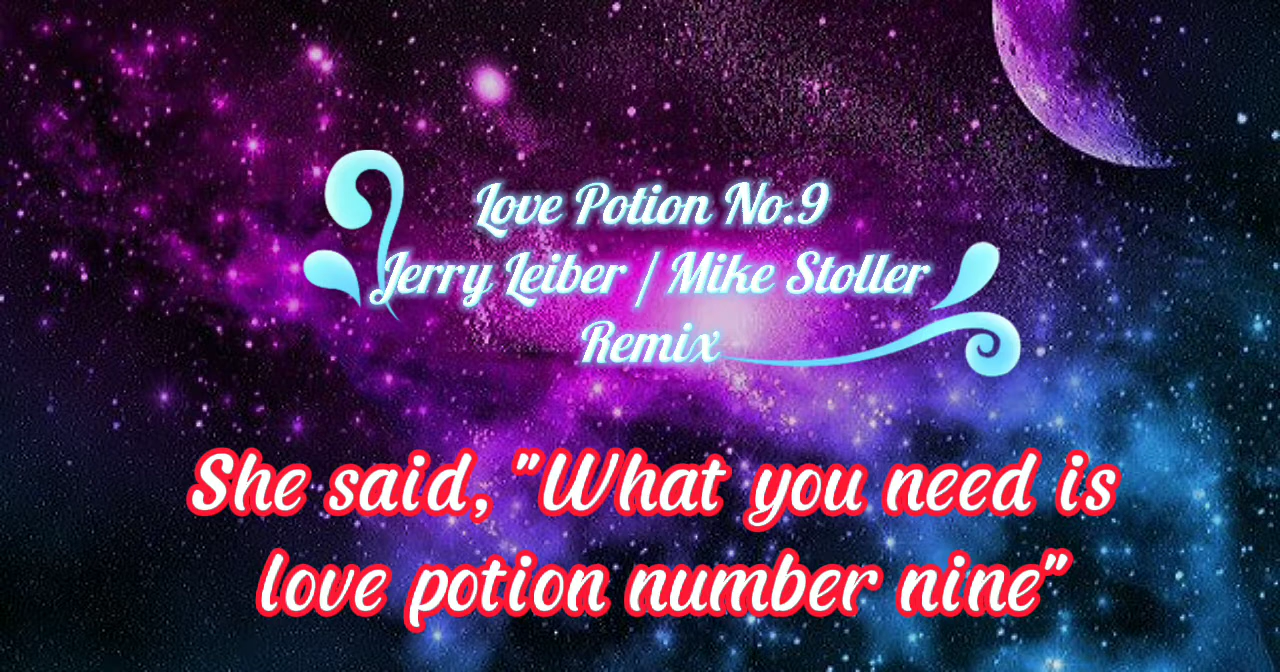 Love Potion No.9
Jerry Leiber / Mike Stoller
Remix
She said, "What you need is
love potion number nine"